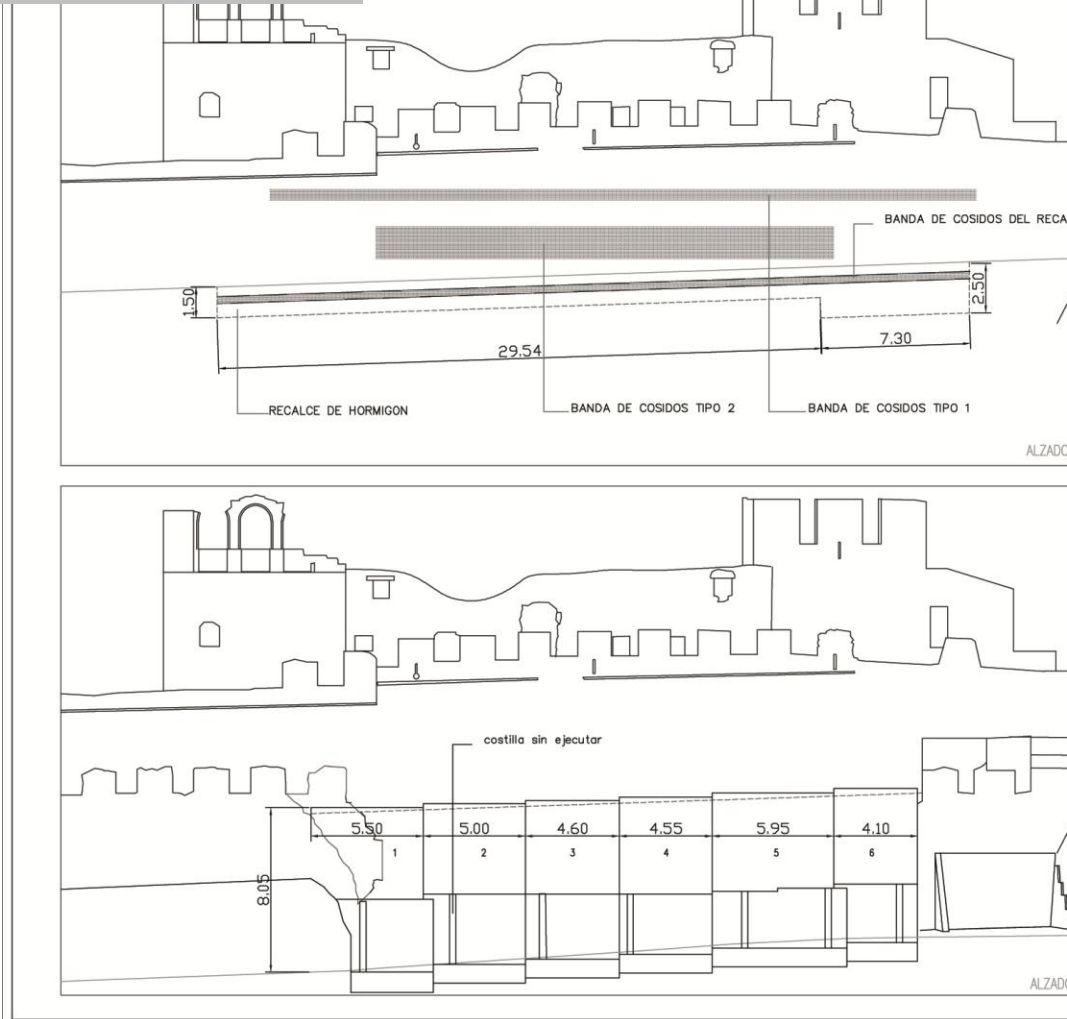 BANDA DE COSIDOS DEL RECA
1.50
2.50
29.54
7.30
RECALCE DE HORMIGON
BANDA DE COSIDOS TIPO 2
BANDA DE COSIDOS TIPO 1
ALZADO
costilla sin ejecutar
5.50 5.00 4.60 4.55 5.95 4.10
1 2 3 4 5 6
8.05
ALZADO